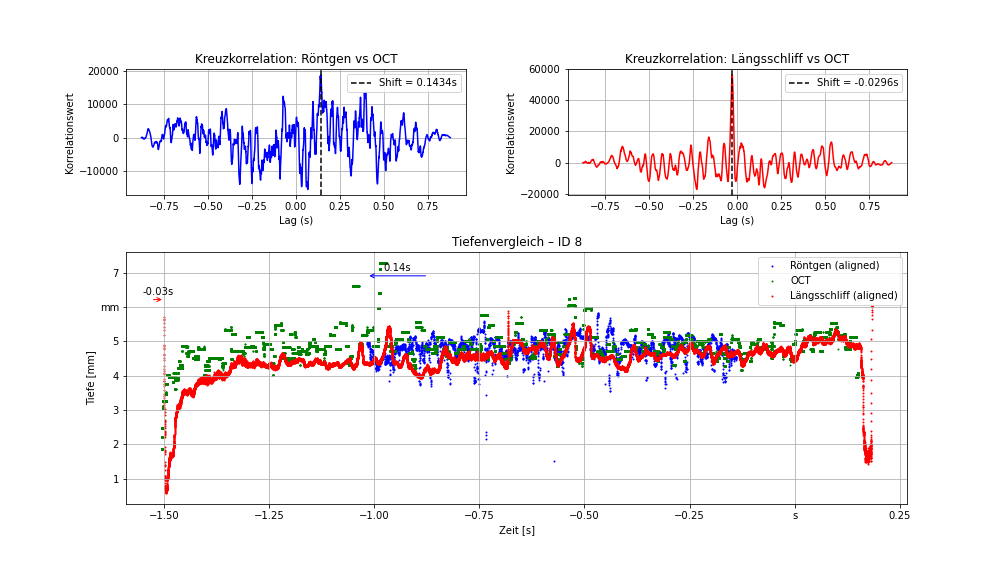 Kreuzkorrelation: Röntgen vs OCT
Korrelationswert
20000
10000
0
−10000
Shift = 0.1434s
−0.75 −0.50 −0.25 0.00 0.25 0.50 0.75
Lag (s)
Kreuzkorrelation: Längsschliff vs OCT
Korrelationswert
60000
40000
20000
0
−20000
Shift = -0.0296s
−0.75 −0.50 −0.25 0.00 0.25 0.50 0.75
Lag (s)
Tiefenvergleich – ID 8
Tiefe [mm]
7
mm
5
4
3
2
1
-0.03s
0.14s
Röntgen (aligned)
OCT
Längsschliff (aligned)
−1.50 −1.25 −1.00 −0.75 −0.50 −0.25 s 0.25
Zeit [s]